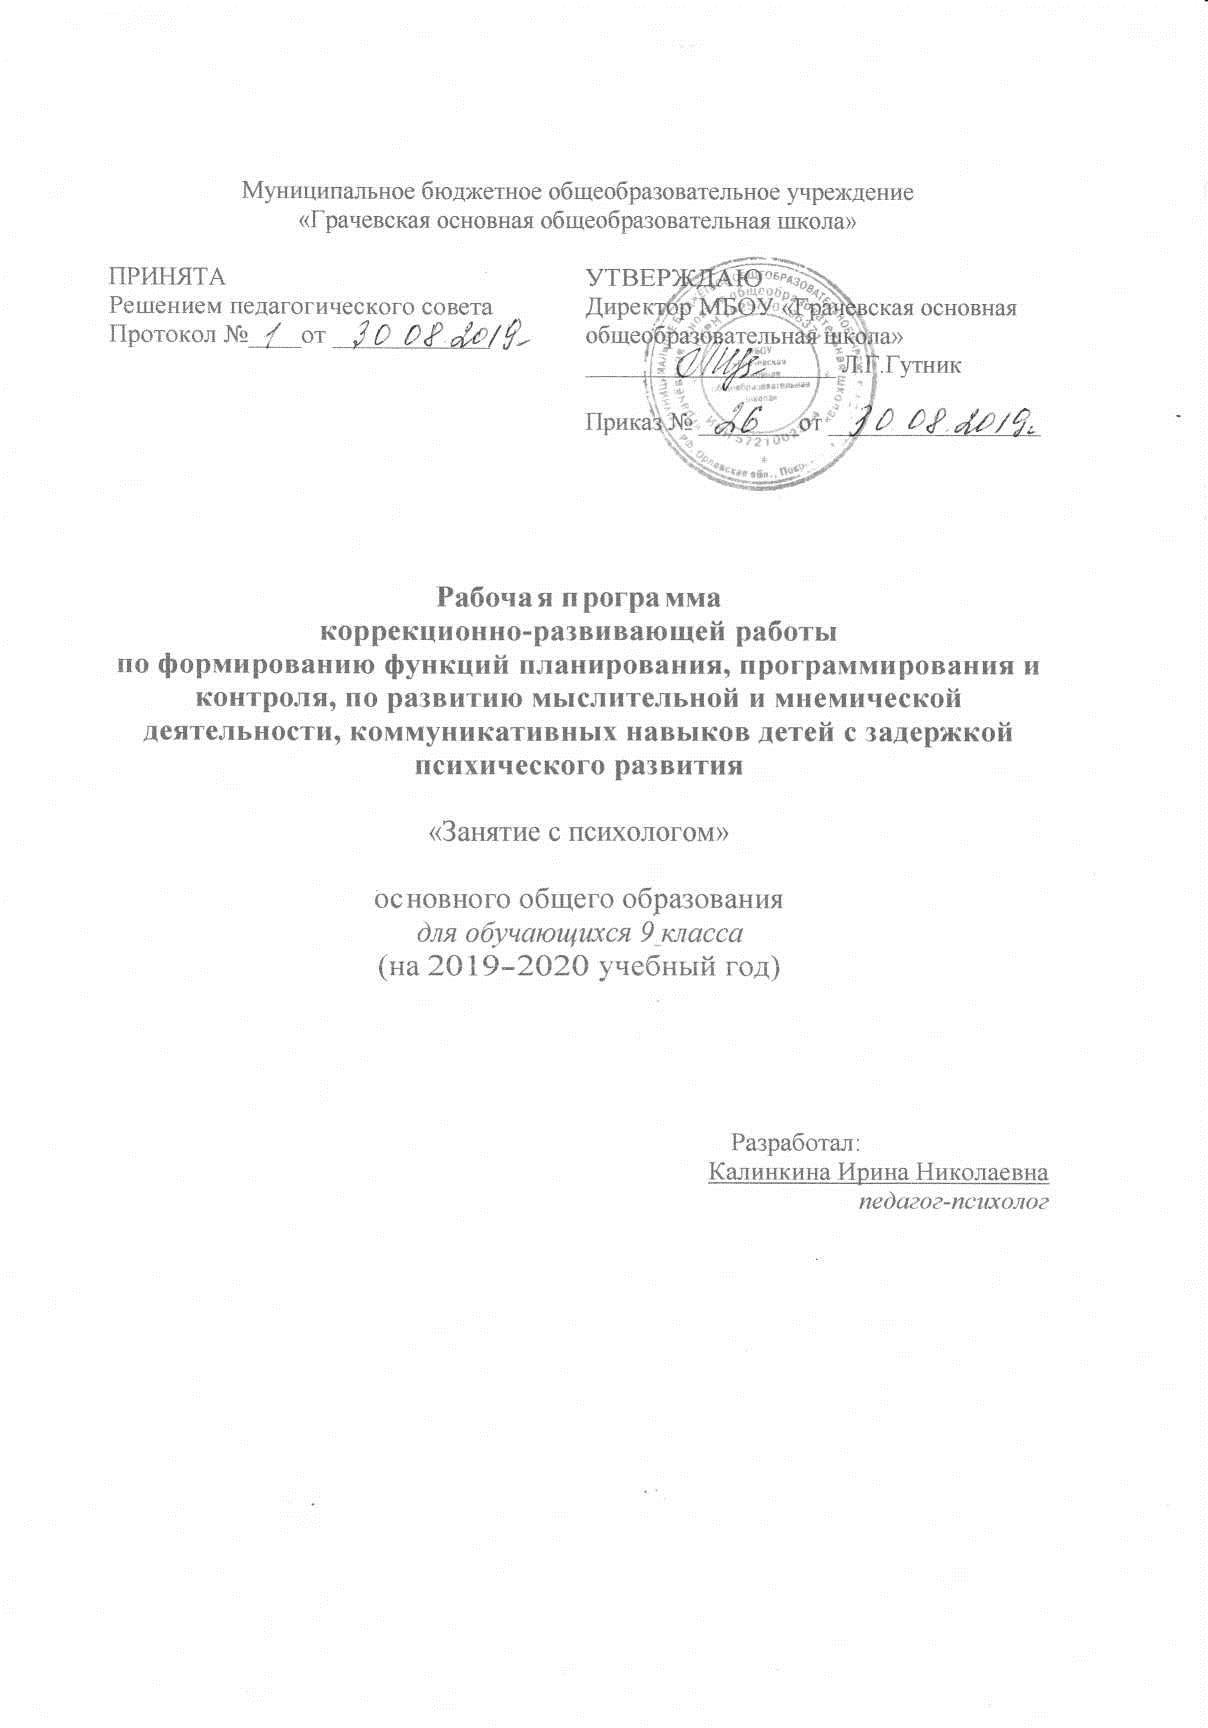 Муниципальное бюджетное общеобразовательное учреждение
«Грачевская основная общеобразовательная школа»
ПРИНЯТА
Решением педагогического совета
Протокол № 1 от 30 08 2019
УТВЕРЖДАЮ
Директор МБОУ «Грачевская основная
общеобразовательная школа»
Л.Г.Гутник
Приказ № 26 от 30 08.2019г.
Рабочая программа
коррекционно-развивающей работы
по формированию функций планирования, программирования и
контроля, по развитию мыслительной и мнемической
деятельности, коммуникативных навыков детей с задержкой
психического развития
«Занятие с психологом»
основного общего образования
для обучающихся 9 класса
(на 2019-2020 учебный год)
Разработал:
Калинкина Ирина Николаевна
педагог-психолог